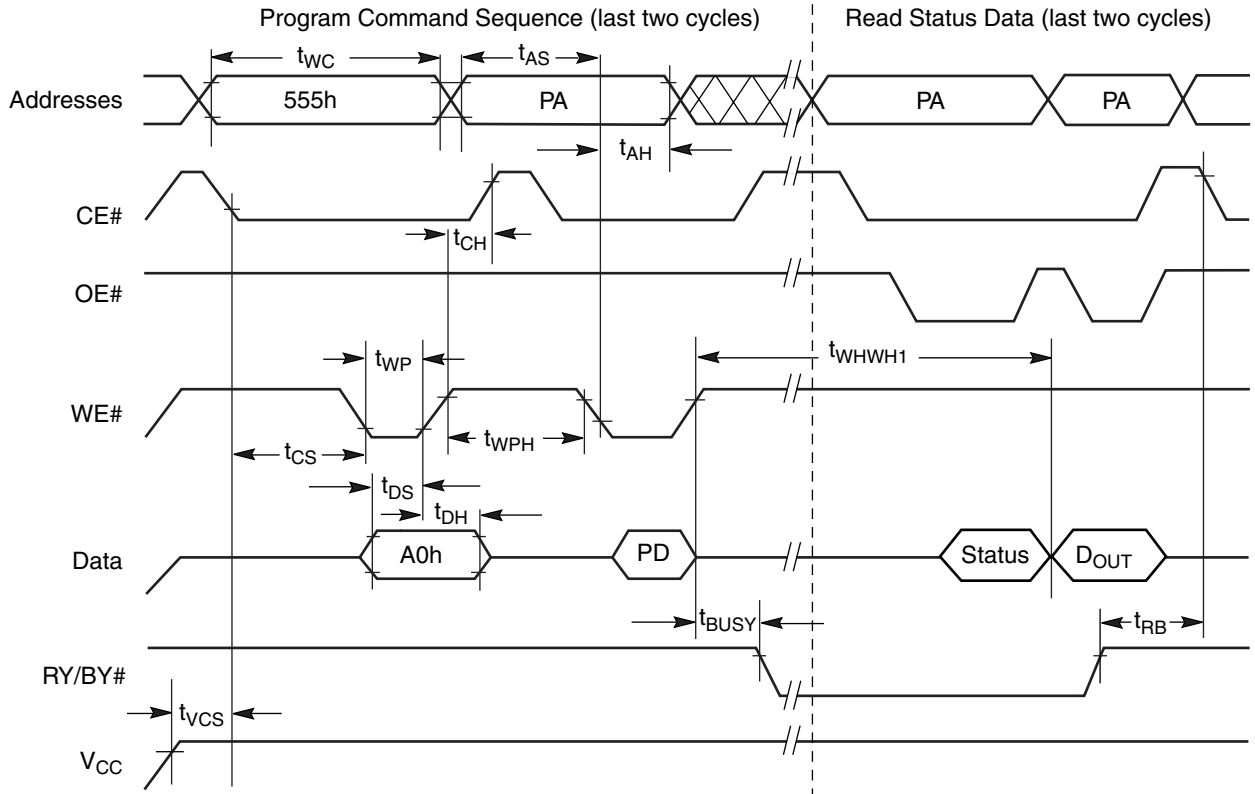 Program Command Sequence (last two cycles)
Read Status Data (last two cycles)
tWC
tAS
Addresses
555h
PA
PA
PA
tAH
CE#
tCH
OE#
tWHWH1
tWP
WE#
tWPH
tCS
tDS
tDH
Data
A0h
PD
Status
DOUT
tBUSY
tRB
RY/BY#
tVCS
VCC